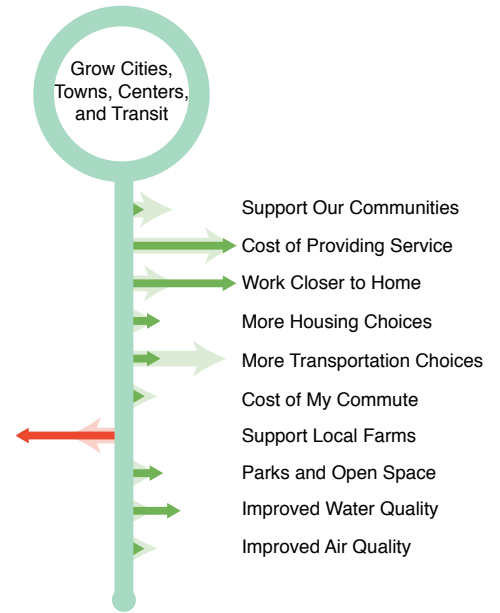 Grow Cities,
Towns, Centers,
and Transit
Support Our Communities
Cost of Providing Service
Work Closer to Home
More Housing Choices
More Transportation Choices
Cost of My Commute
Support Local Farms
Parks and Open Space
Improved Water Quality
Improved Air Quality